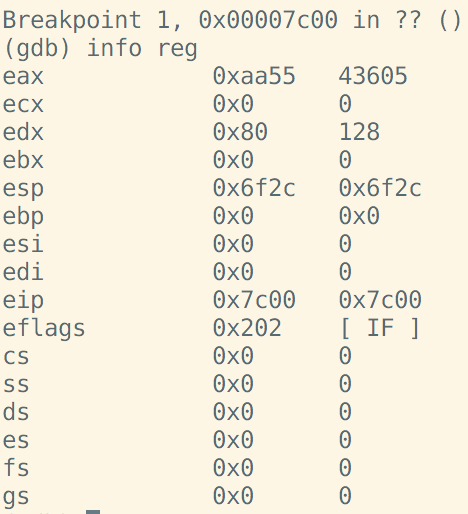 Breakpoint 1, 0x00007c00 in ?? ()
(gdb) info reg
eax            0xaa55   43605
ecx            0x0      0
edx            0x80     128
ebx            0x0      0
esp            0x6f2c   0x6f2c
ebp            0x0      0x0
esi            0x0      0
edi            0x0      0
eip            0x7c00   0x7c00
eflags         0x202    [ IF ]
cs             0x0      0
ss             0x0      0
ds             0x0      0
es             0x0      0
fs             0x0      0
gs             0x0      0